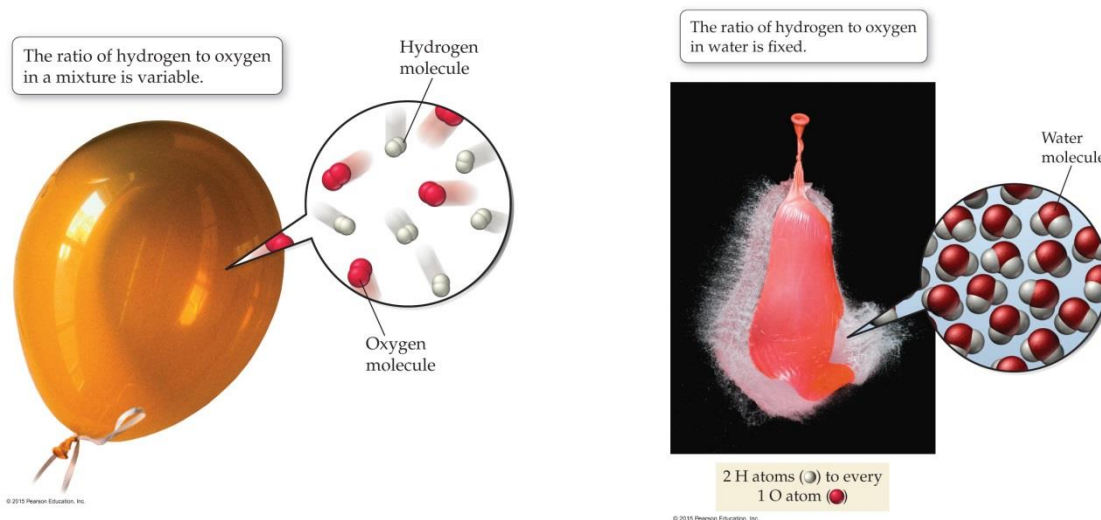 The ratio of hydrogen to oxygen
in a mixture is variable.
Hydrogen
molecule
Oxygen
molecule
© 2015 Pearson Education, Inc.
The ratio of hydrogen to oxygen
in water is fixed.
Water
molecule
2 H atoms ( ) to every
1 O atom ( )
© 2015 Pearson Education, Inc.